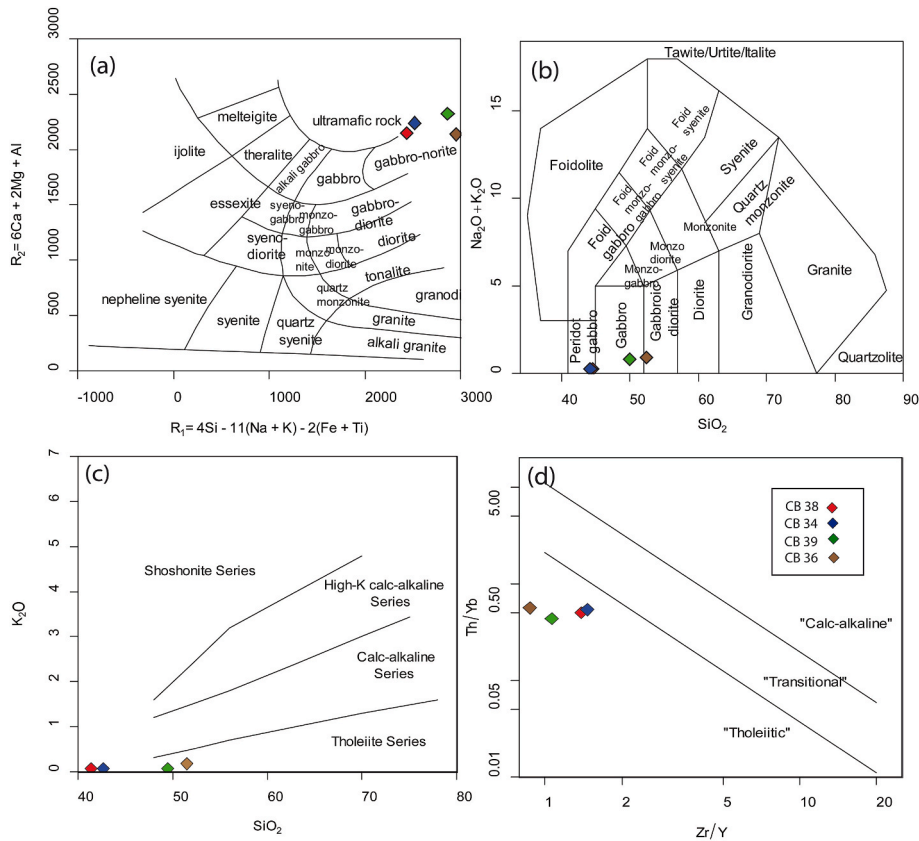 (a)
3000
2500
2000
1500
1000
500
0
R2= 6Ca + 2Mg + Al
melteigite
ultramafic rock
ijolite
theralite
alkali gabbro
gabbro-norite
gabbro
essexite
syeno-
gabbro
monzo-
gabbro
gabbro-
diorite
syeno-
diorite
monzo
nite
monzo-
diorite
diorite
tonalite
nepheline syenite
quartz
monzonite
granodi
syenite
quartz
syenite
granite
alkali granite
-1000
0
1000
2000
3000
R1= 4Si - 11(Na + K) - 2(Fe + Ti)
(b)
Tawite/Urtite/Italite
15
10
5
0
Na2O+K2O
Foidolite
Foid
syenite
Foid
monzo-
syenite
Syenite
Foid
monzo-
gabbro
Quartz
monzonite
Foid
gabbro
Monzonite
Monzo
diorite
Monzo-
gabbro
Peridot
gabbro
Gabbro
Gabbroic
diorite
Diorite
Granodiorite
Granite
Quartzolite
40
50
60
70
80
90
SiO2
(c)
7
6
5
4
3
2
1
0
K2O
Shoshonite Series
High-K calc-alkaline
Series
Calc-alkaline
Series
Tholeiite Series
40
50
60
70
80
SiO2
(d)
5.00
0.50
0.05
0.01
Th/Yb
CB 38
CB 34
CB 39
CB 36
"Calc-alkaline"
"Transitional"
"Tholeiitic"
1
2
5
10
20
Zr/Y